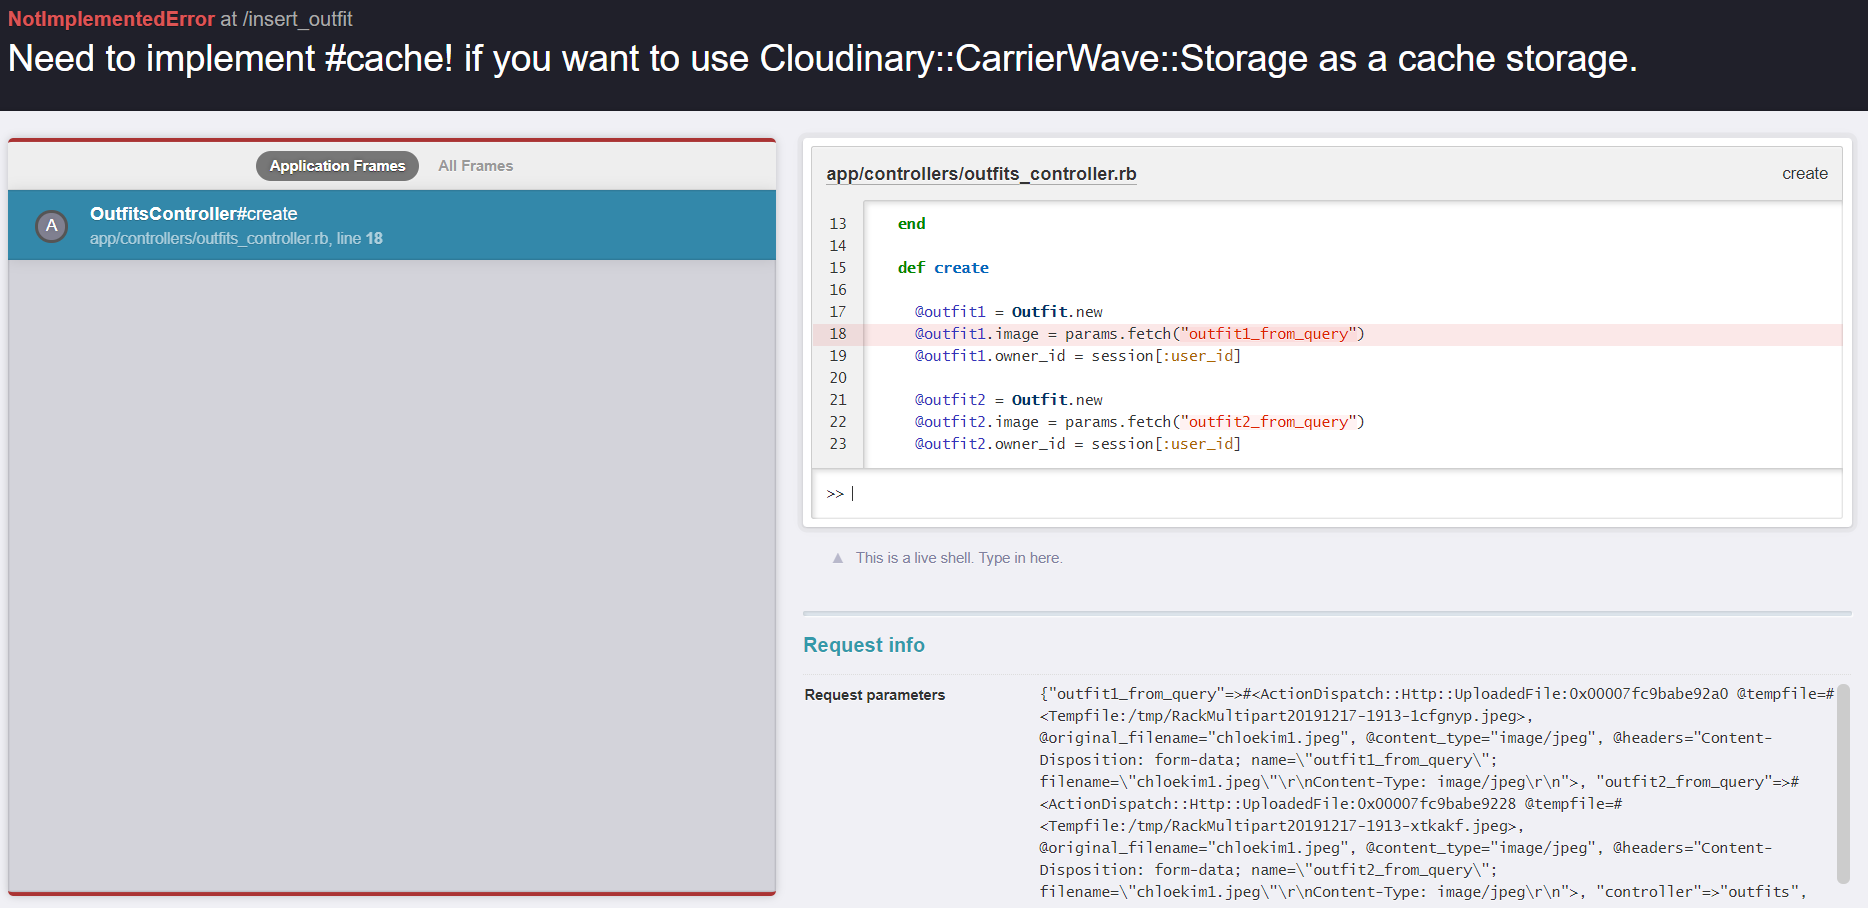 NotImplementedError at /insert_outfit
Need to implement #cache! if you want to use Cloudinary::CarrierWave::Storage as a cache storage.
Application Frames All Frames
A
OutfitsController#create
app/controllers/outfits_controller.rb, line 18
app/controllers/outfits_controller.rb create
13 end
14
15 def create
16
17 @outfit1 = Outfit.new
18 @outfit1.image = params.fetch("outfit1_from_query")
19 @outfit1.owner_id = session[:user_id]
20
21 @outfit2 = Outfit.new
22 @outfit2.image = params.fetch("outfit2_from_query")
23 @outfit2.owner_id = session[:user_id]
>>
This is a live shell. Type in here.
Request info
Request parameters
{"outfit1_from_query"=>#<ActionDispatch::Http::UploadedFile:0x00007fc9babe92a0 @tempfile=#
<Tempfile:/tmp/RackMultipart20191217-1913-1cfgnyp.jpeg>,
@original_filename="chloekim1.jpeg", @content_type="image/jpeg", @headers="Content-
Disposition: form-data; name=\"outfit1_from_query\";
filename=\"chloekim1.jpeg\"\r\nContent-Type: image/jpeg\r\n">, "outfit2_from_query"=>#
<ActionDispatch::Http::UploadedFile:0x00007fc9babe9228 @tempfile=#
<Tempfile:/tmp/RackMultipart20191217-1913-xtkakf.jpeg>,
@original_filename="chloekim1.jpeg", @content_type="image/jpeg", @headers="Content-
Disposition: form-data; name=\"outfit2_from_query\";
filename=\"chloekim1.jpeg\"\r\nContent-Type: image/jpeg\r\n">, "controller"=>"outfits",